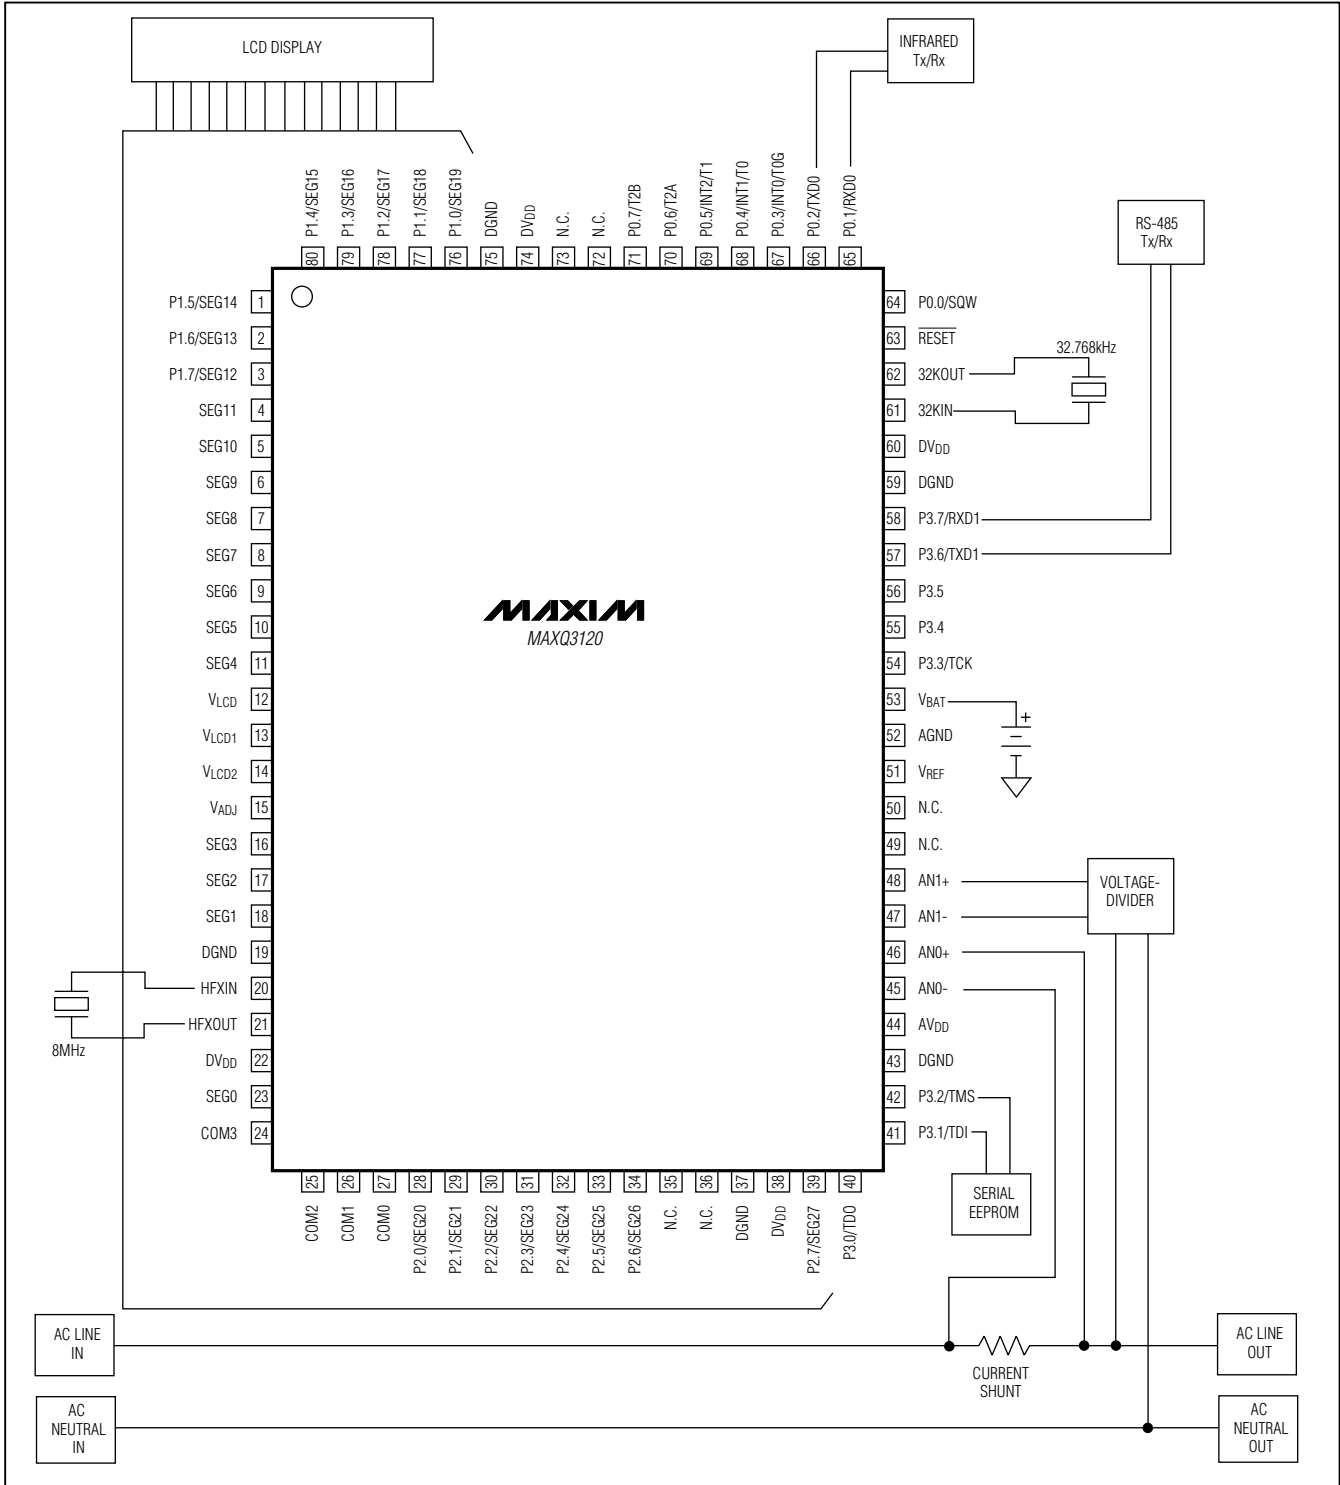 LCD DISPLAY
INFRARED
Tx/Rx
RS-485
Tx/Rx
P1.4/SEG15
P1.3/SEG16
P1.2/SEG17
P1.1/SEG18
P1.0/SEG19
DGND
DVDD
N.C.
N.C.
P0.7/T2B
P0.6/T2A
P0.5/INT2/T1
P0.4/INT1/T0
P0.3/INT0/T0G
P0.2/TXD0
P0.1/RXD0
80
79
78
77
76
75
74
73
72
71
70
69
68
67
66
65
P1.5/SEG14 1
P1.6/SEG13 2
P1.7/SEG12 3
SEG11 4
SEG10 5
SEG9 6
SEG8 7
SEG7 8
SEG6 9
SEG5 10
SEG4 11
VLCD 12
VLCD1 13
VLCD2 14
VADJ 15
SEG3 16
SEG2 17
SEG1 18
DGND 19
HFXIN 20
HFXOUT 21
8MHz
DVDD 22
SEG0 23
COM3 24
MAXIM
MAXQ3120
64 P0.0/SQW
63 RESET
32.768kHz
62 32KOUT
61 32KIN
60 DVDD
59 DGND
58 P3.7/RXD1
57 P3.6/TXD1
56 P3.5
55 P3.4
54 P3.3/TCK
53 VBAT
+
52 AGND
51 VREF
50 N.C.
49 N.C.
48 AN1+
47 AN1-
46 AN0+
45 AN0-
44 AVDD
43 DGND
42 P3.2/TMS
41 P3.1/TDI
VOLTAGE-
DIVIDER
SERIAL
EEPROM
25
26
27
28
29
30
31
32
33
34
35
36
37
38
39
40
COM2
COM1
COM0
P2.0/SEG20
P2.1/SEG21
P2.2/SEG22
P2.3/SEG23
P2.4/SEG24
P2.5/SEG25
P2.6/SEG26
N.C.
N.C.
DGND
DVDD
P2.7/SEG27
P3.0/TDO
AC LINE
IN
CURRENT
SHUNT
AC LINE
OUT
AC
NEUTRAL
IN
AC
NEUTRAL
OUT